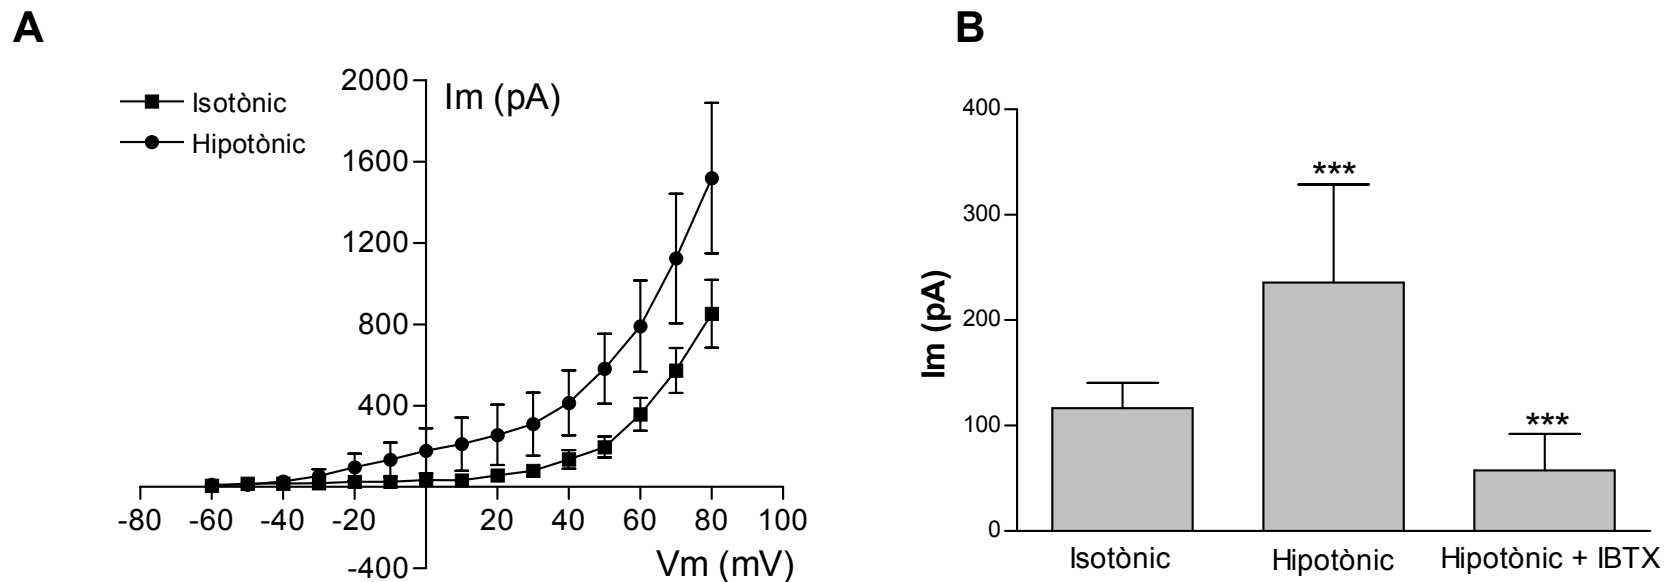 A
Isotònic
Hipotònic
Im (pA)
2000
1600
1200
800
400
-400
-80 -60 -40 -20 20 40 60 80 100
Vm (mV)
B
Im (pA)
400
300
200
100
0
***
***
Isotònic Hipotònic Hipotònic + IBTX